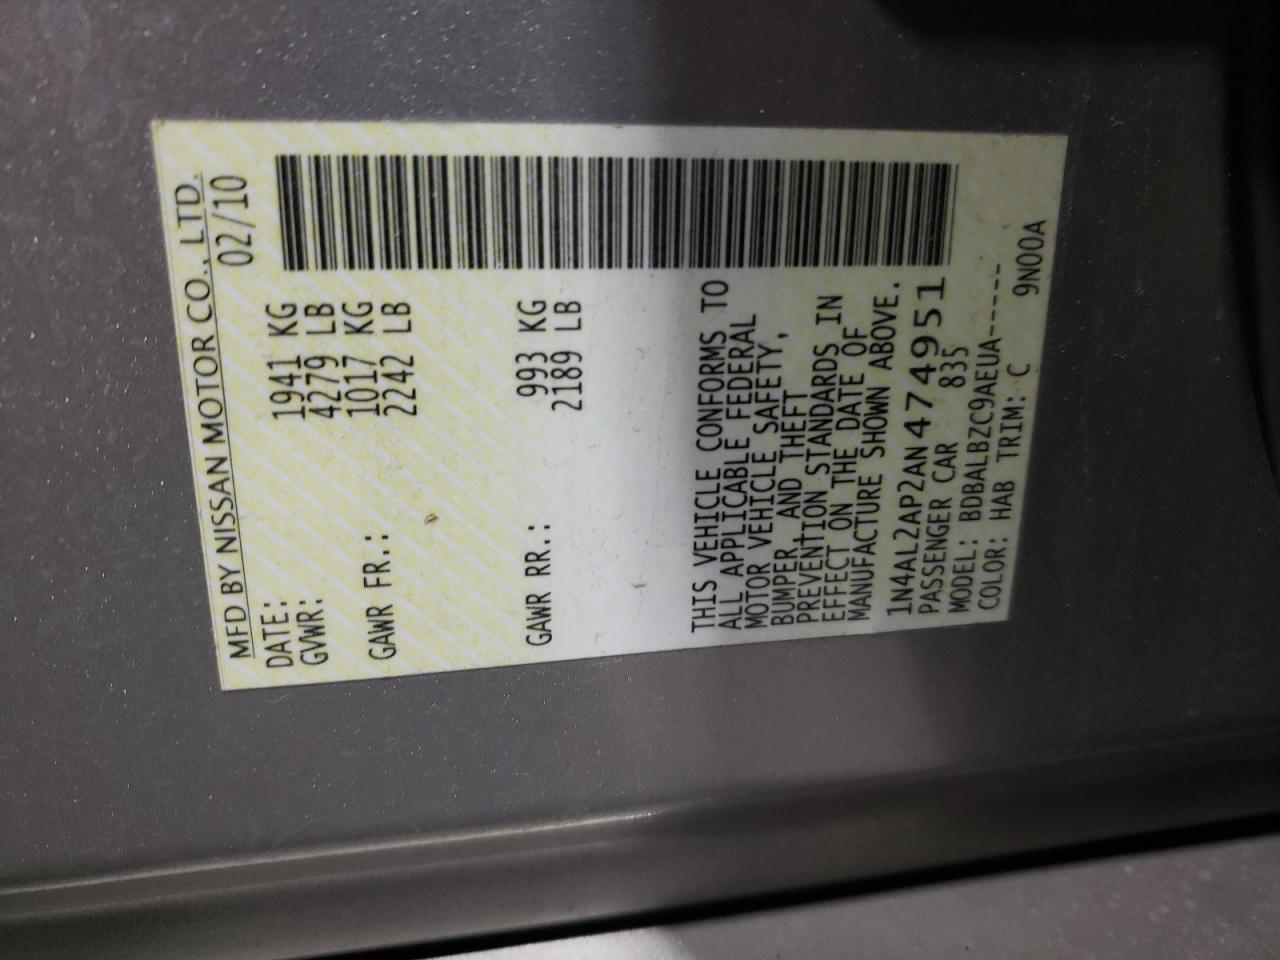 MFD BY NISSAN MOTOR CO., LTD.
DATE: 02/10
GVWR: 1941 KG
4279 LB
GAWR FR.: 1017 KG
2242 LB
GAWR RR.: 993 KG
2189 LB
THIS VEHICLE CONFORMS TO
ALL APPLICABLE FEDERAL
MOTOR VEHICLE SAFETY,
BUMPER AND THEFT
PREVENTION STANDARDS IN
EFFECT ON THE DATE OF
MANUFACTURE SHOWN ABOVE.
1N4AL2AP2AN474951
PASSENGER CAR 835
MODEL: BDBALBZC9AEUA-----
COLOR: HAB TRIM: C 9N00A